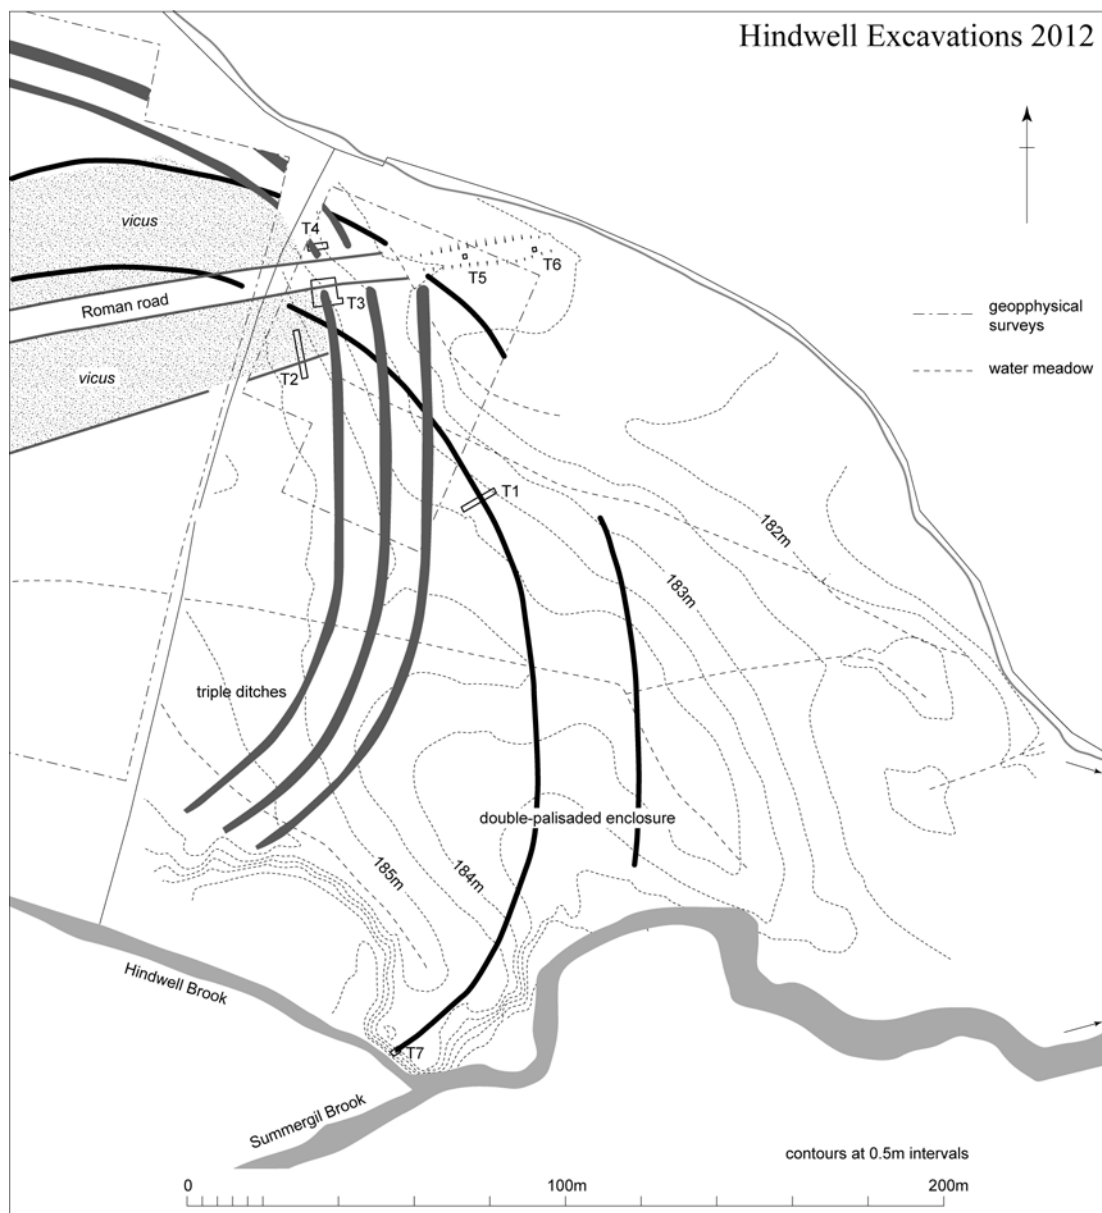 Hindwell Excavations 2012
vicus
T4
T5
T6
Roman road
T3
geopphysical
surveys
vicus
T2
water meadow
T1
182m
183m
triple ditches
double-palisaded enclosure
185m
184m
Hindwell Brook
T7
Summergil Brook
contours at 0.5m intervals
0
100m
200m